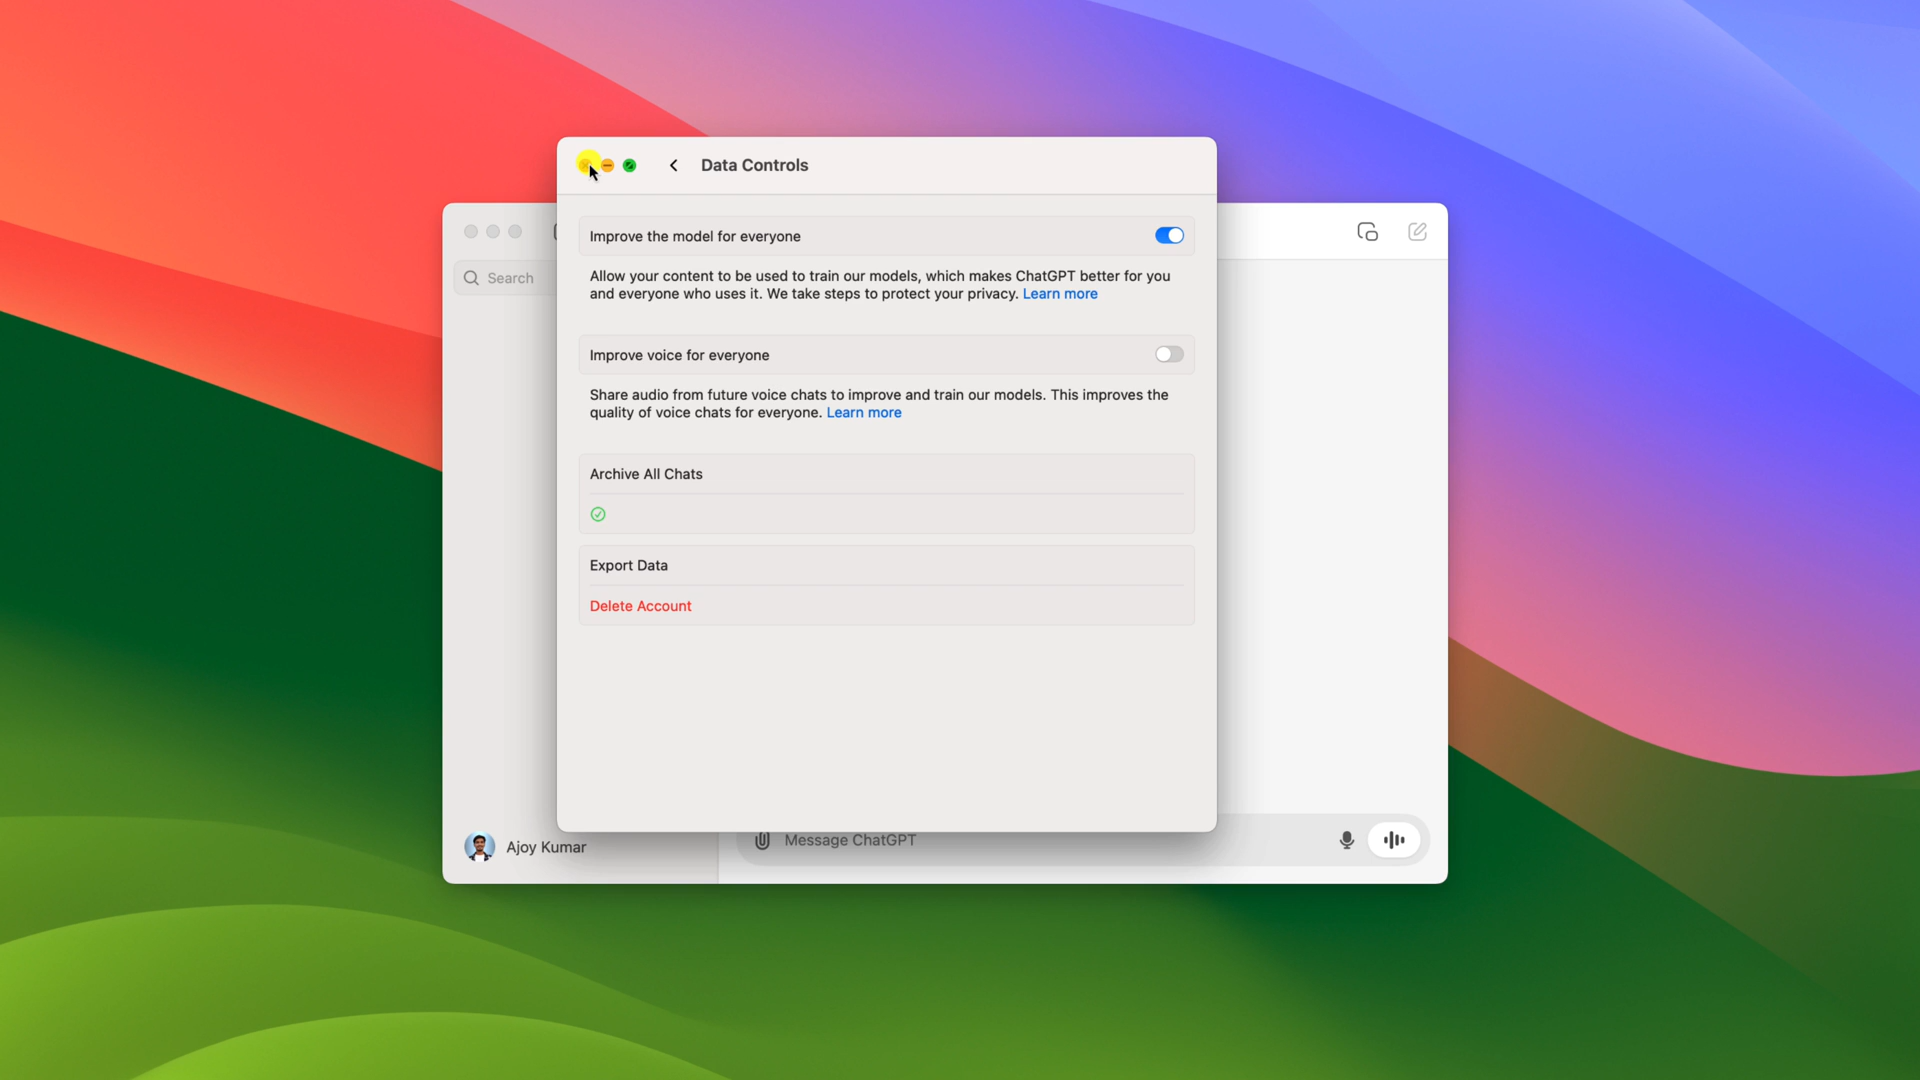 Data Controls
Search
Improve the model for everyone
Allow your content to be used to train our models, which makes ChatGPT better for you
and everyone who uses it. We take steps to protect your privacy. Learn more
Improve voice for everyone
Share audio from future voice chats to improve and train our models. This improves the
quality of voice chats for everyone. Learn more
Archive All Chats
Export Data
Delete Account
Ajoy Kumar
Message ChatGPT